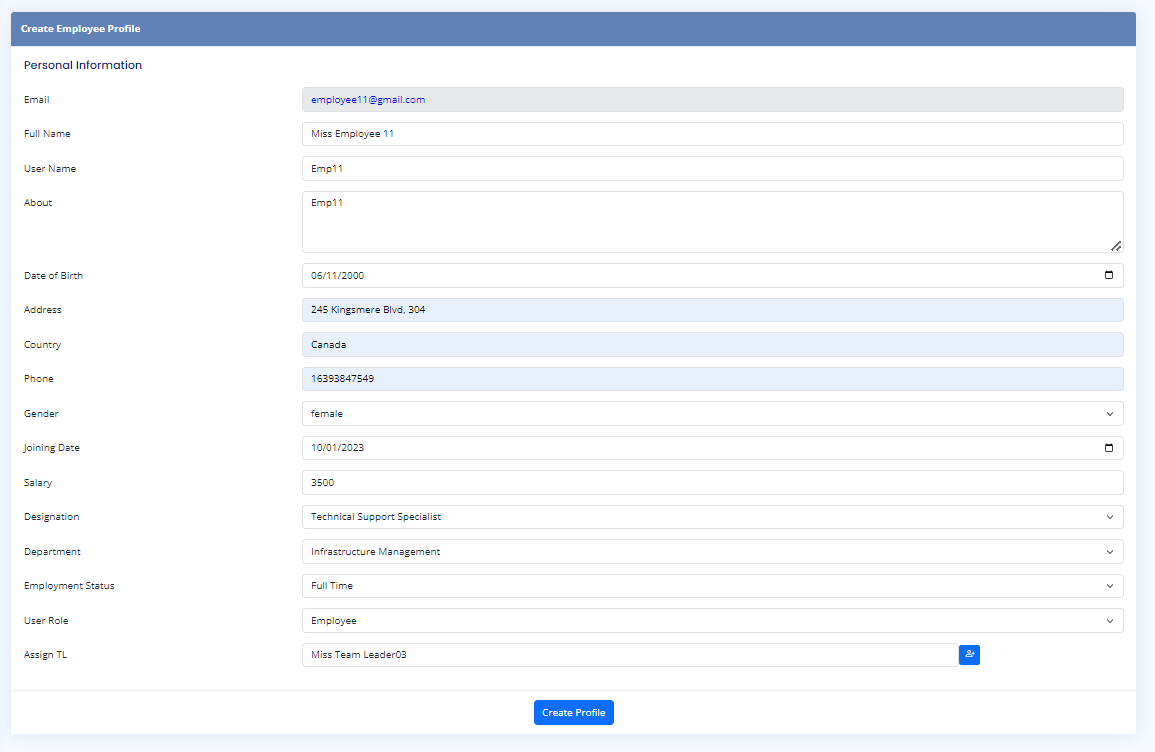 Create Employee Profile
Personal Information
Email employee11@gmail.com
Full Name Miss Employee 11
User Name Emp11
About Emp11
Date of Birth 06/11/2000
Address 245 Kingsmere Blvd, 304
Country Canada
Phone 16393847549
Gender female
Joining Date 10/01/2023
Salary 3500
Designation Technical Support Specialist
Department Infrastructure Management
Employment Status Full Time
User Role Employee
Assign TL Miss Team Leader03
Create Profile